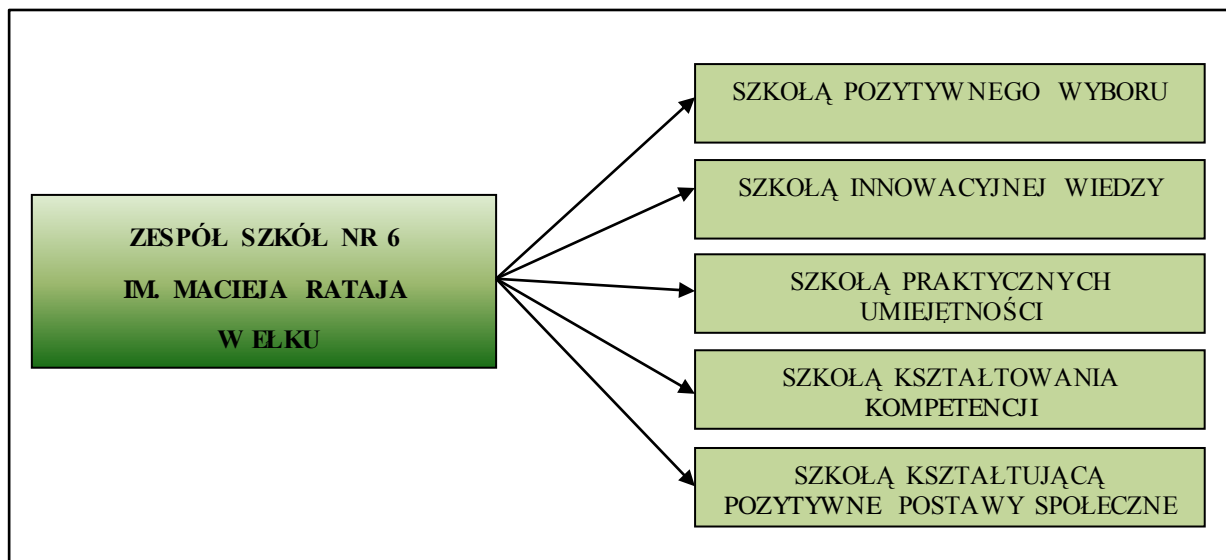 ZESPÓŁ SZKÓŁ NR 6
IM. MACIEJA RATAJA
W EŁKU
SZKOŁĄ POZYTYWNEGO WYBORU
SZKOŁĄ INNOWACYJNEJ WIEDZY
SZKOŁĄ PRAKTYCZNYCH
UMIEJĘTNOŚCI
SZKOŁĄ KSZTAŁTOWANIA
KOMPETENCJI
SZKOŁĄ KSZTAŁTUJĄCĄ
POZYTYWNE POSTAWY SPOŁECZNE